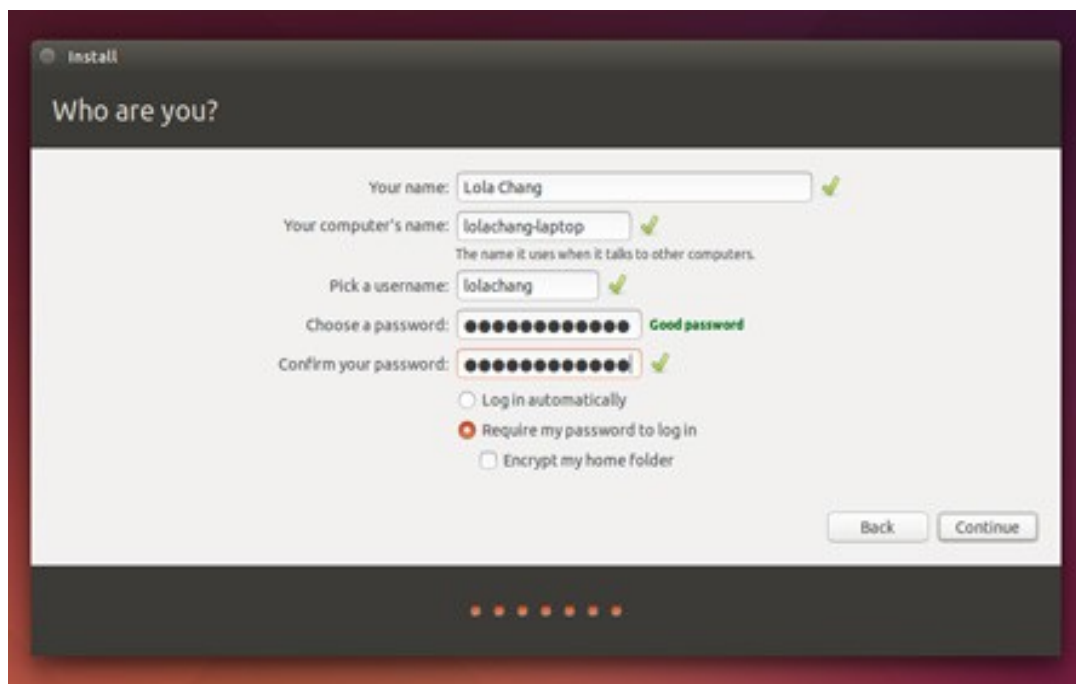 Install
Who are you?
Your name: Lola Chang
Your computer's name: lolachang-laptop
The name it uses when it talks to other computers.
Pick a username: lolachang
Choose a password: ●●●●●●●●●●●● Good password
Confirm your password: ●●●●●●●●●●●●
Log in automatically
Require my password to log in
Encrypt my home folder
Back Continue